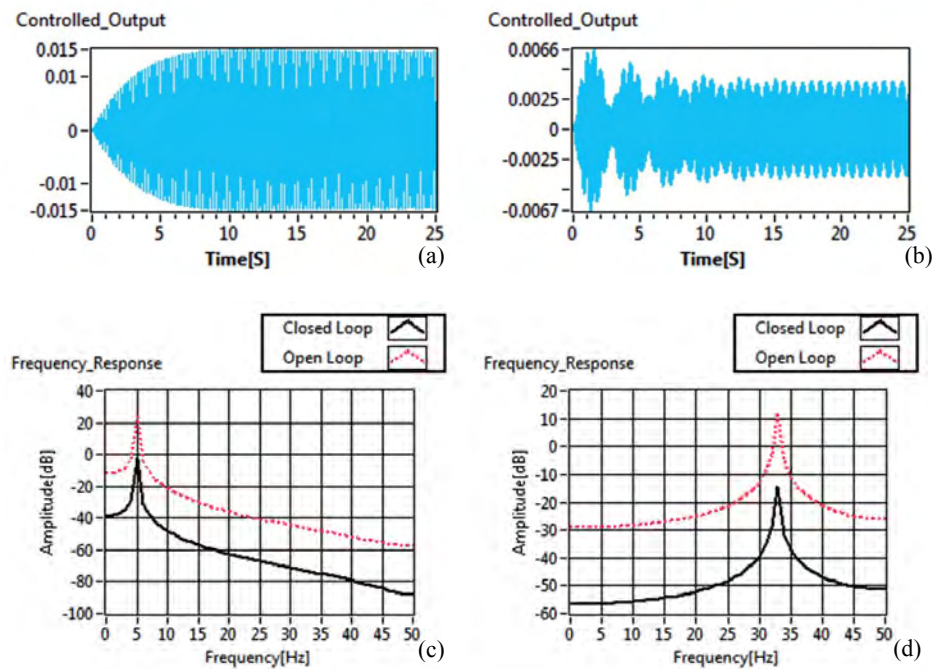 Controlled_Output
0.015
0.01
0
-0.01
-0.015
0 5 10 15 20 25
Time[S]
(a)
Controlled_Output
0.0066
0.0025
0
-0.0025
-0.0067
0 5 10 15 20 25
Time[S]
(b)
Closed Loop
Open Loop
Frequency_Response
Amplitude[dB]
40
20
0
-20
-40
-60
-80
-100
0 5 10 15 20 25 30 35 40 45 50
Frequency[Hz]
(c)
Closed Loop
Open Loop
Frequency_Response
Amplitude[dB]
20
10
0
-10
-20
-30
-40
-50
-60
0 5 10 15 20 25 30 35 40 45 50
Frequency[Hz]
(d)